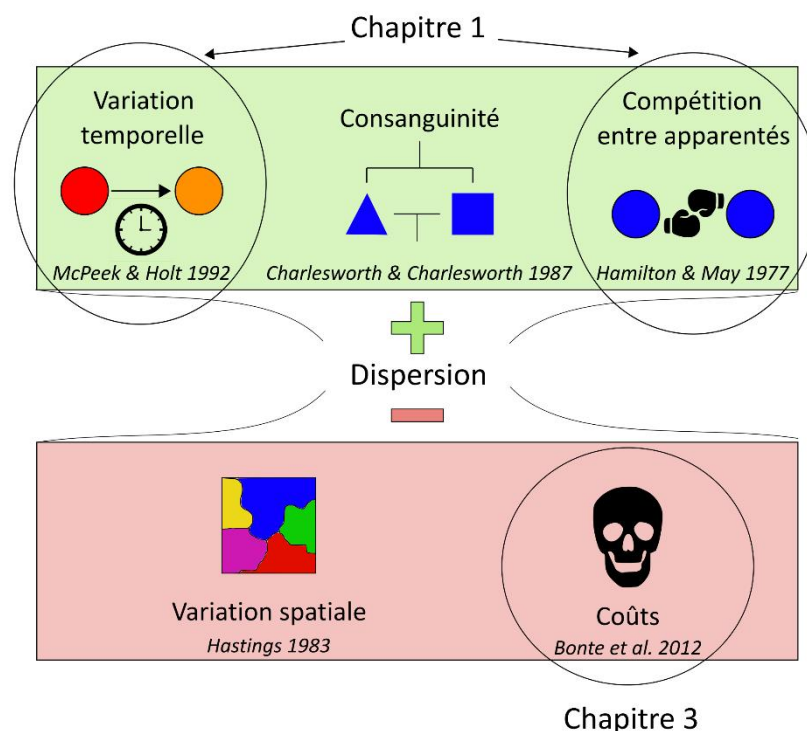 Chapitre 1
Variation
temporelle
McPeek & Holt 1992
Consanguinité
Charlesworth & Charlesworth 1987
Compétition
entre apparentés
Hamilton & May 1977
Dispersion
Variation spatiale
Hastings 1983
Coûts
Bonte et al. 2012
Chapitre 3